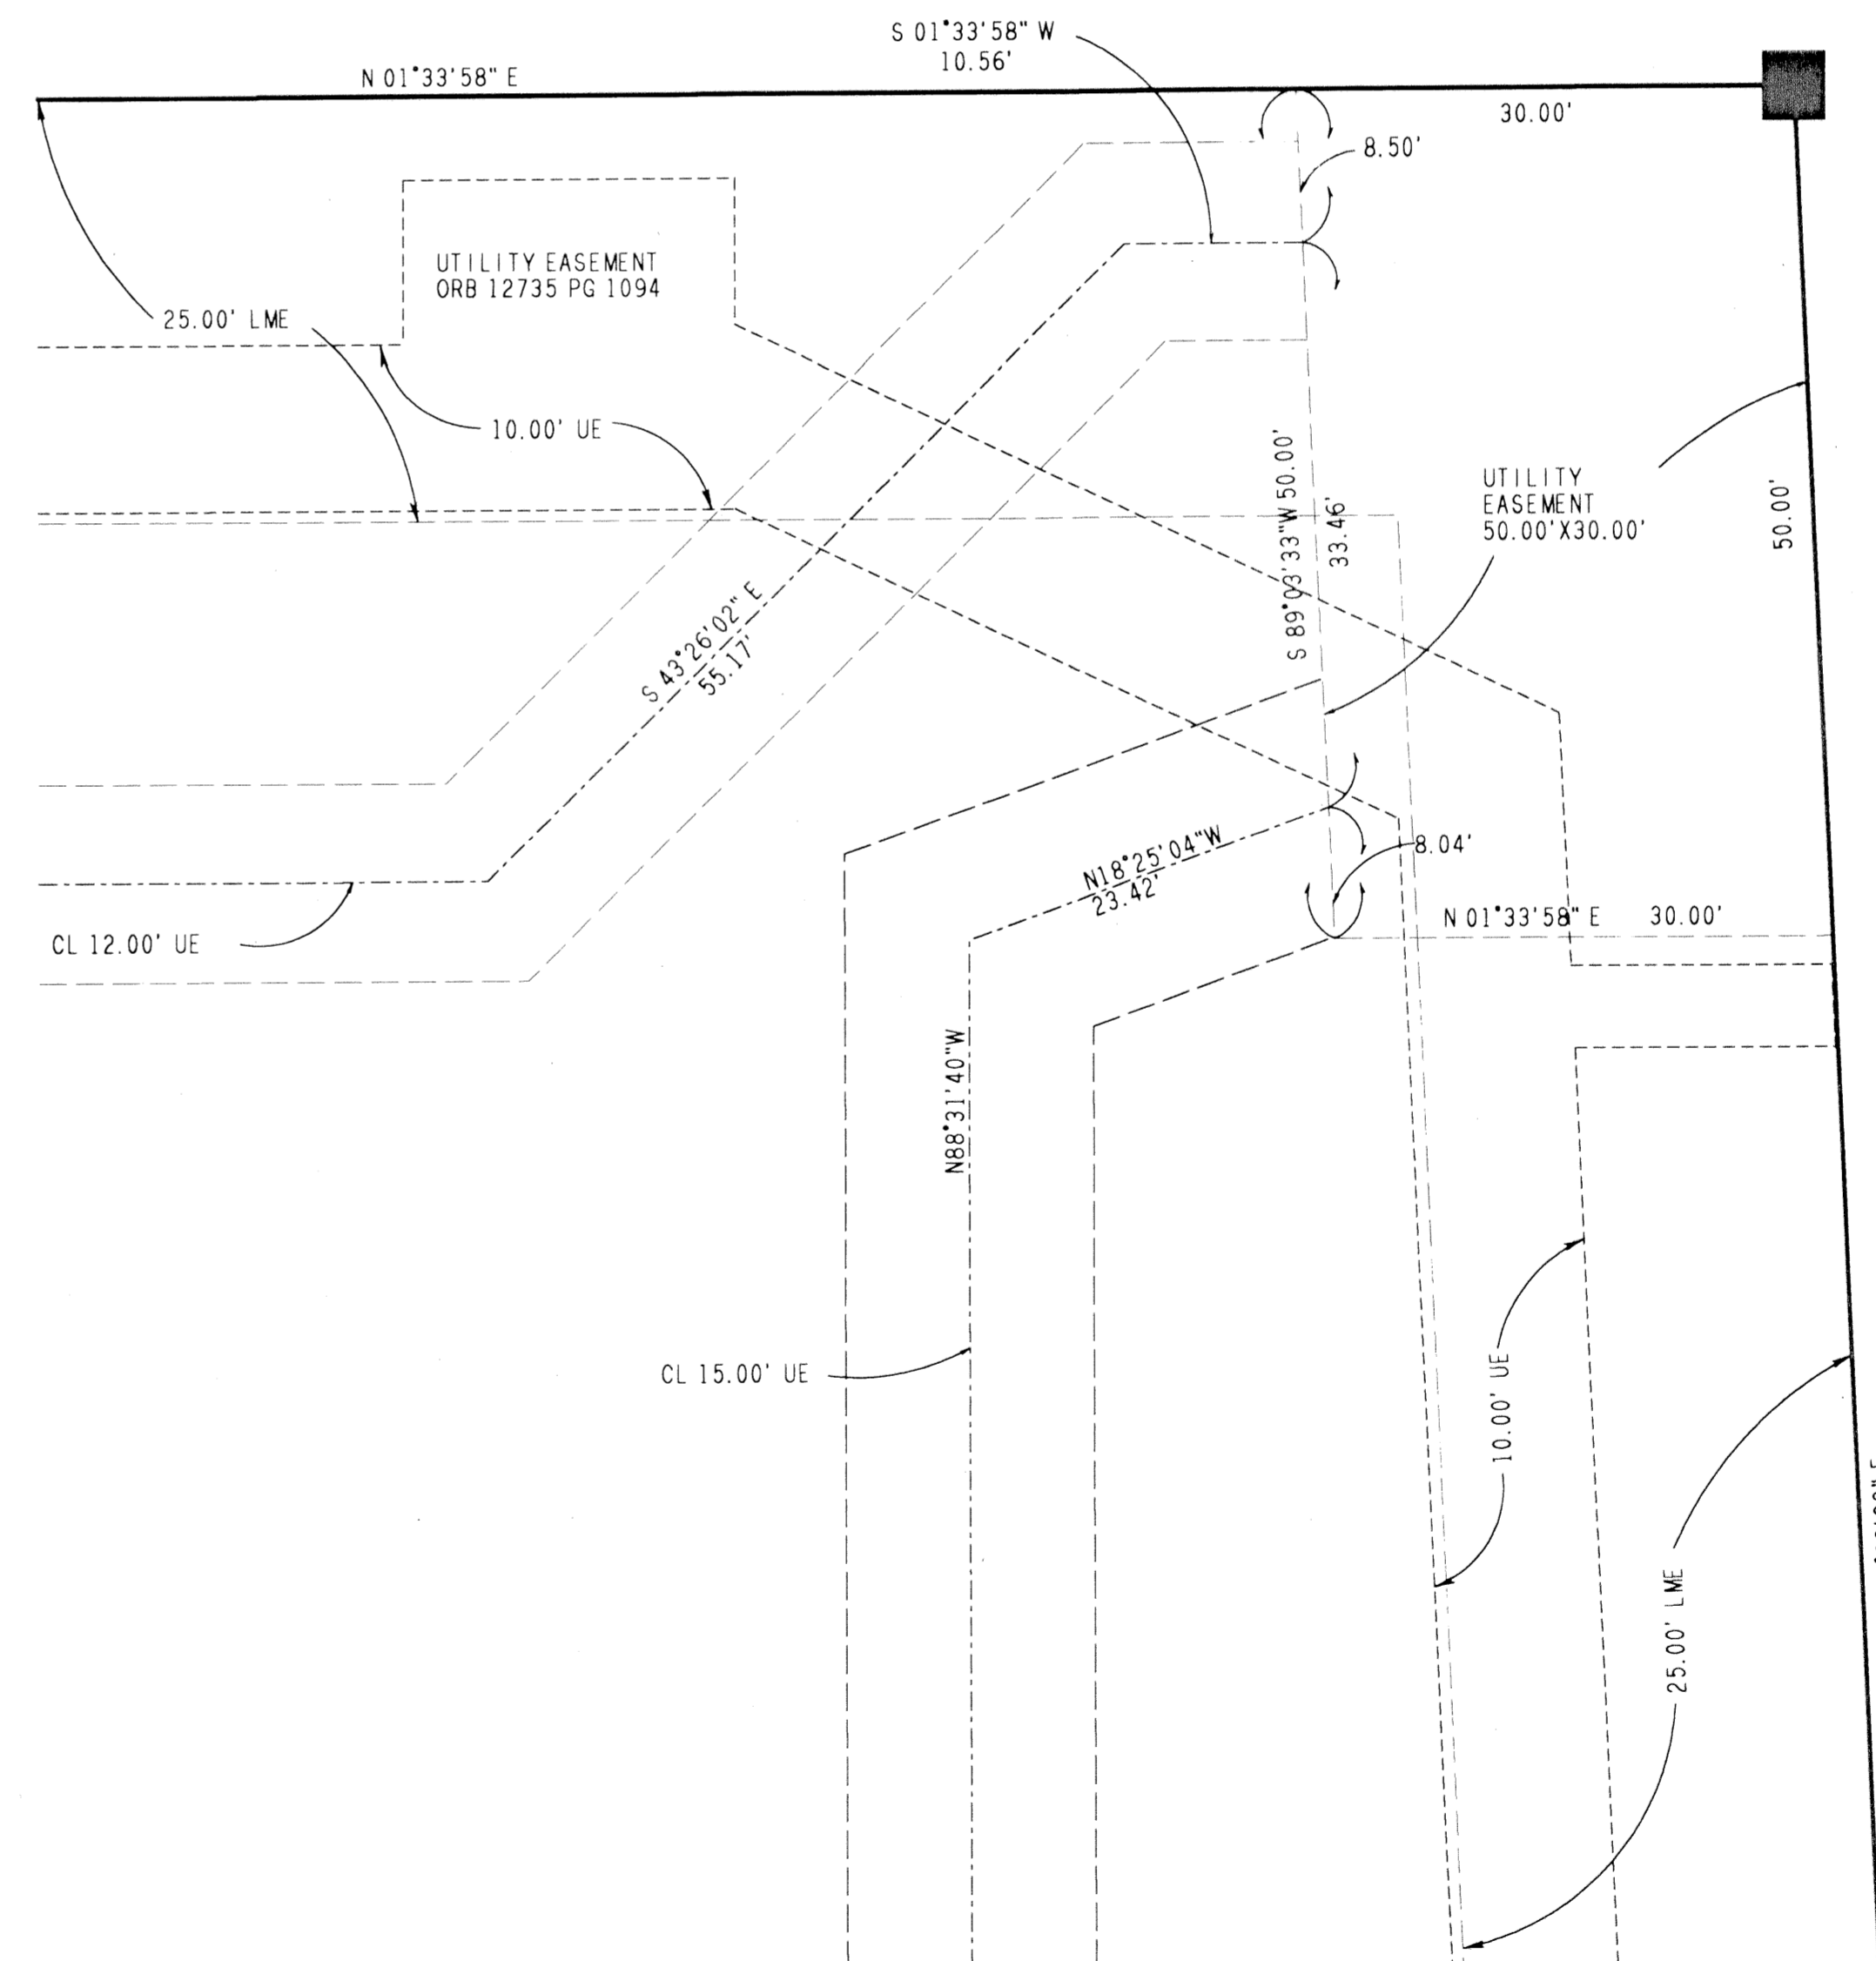 S 01°33'58" W
10.56'
N 01°33'58" E
30.00'
8.50'
UTILITY EASEMENT
ORB 12735 PG 1094
25.00' LME
10.00' UE
S 89°03'33"W 50.00'
33.46'
UTILITY
EASEMENT
50.00'X30.00'
50.00'
S 43°26'02" E
55.17'
N18°25'04"W
23.42'
8.04'
N 01°33'58" E 30.00'
CL 12.00' UE
N88°31'40"W
CL 15.00' UE
10.00' UE
25.00' LME